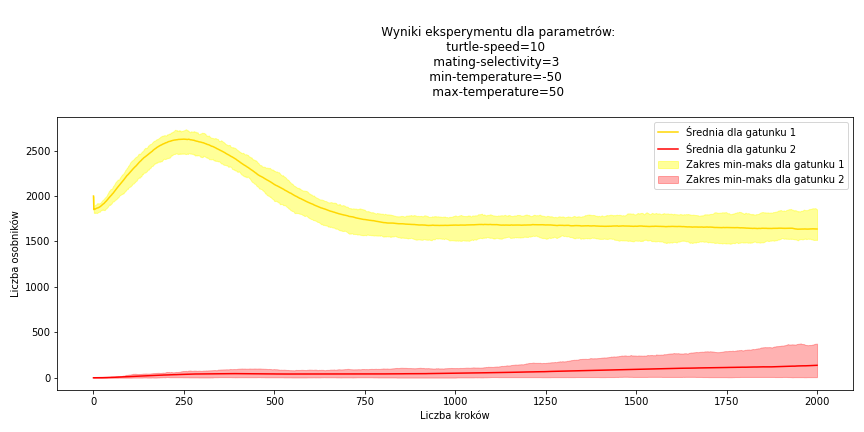 Wyniki eksperymentu dla parametrów:
turtle-speed=10
mating-selectivity=3
min-temperature=-50
max-temperature=50
Średnia dla gatunku 1
Średnia dla gatunku 2
Zakres min-maks dla gatunku 1
Zakres min-maks dla gatunku 2
Liczba osobników
2500
2000
1500
1000
500
0
0
250
500
750
1000
1250
1500
1750
2000
Liczba kroków